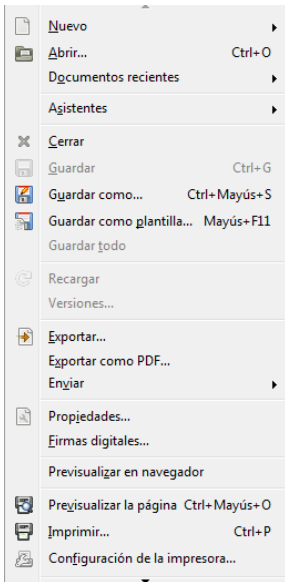 Nuevo
Abrir... Ctrl+O
Documentos recientes
Asistentes
Cerrar
Guardar Ctrl+G
Guardar como... Ctrl+Mayús+S
Guardar como plantilla... Mayús+F11
Guardar todo
Recargar
Versiones...
Exportar...
Exportar como PDF...
Enviar
Propiedades...
Firmas digitales...
Previsualizar en navegador
Previsualizar la página Ctrl+Mayús+O
Imprimir... Ctrl+P
Configuración de la impresora...